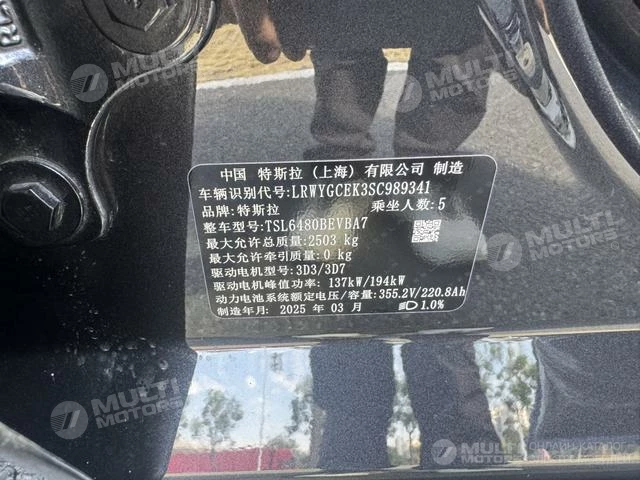 MULTI MOTORS
MULTI MOTORS
中国 特斯拉（上海）有限公司 制造
车辆识别代号:LRWYGCEK3SC989341
品牌:特斯拉 乘坐人数:5
整车型号:TSL6480BEVBA7
最大允许总质量:2503 kg
最大允许牵引质量:0 kg
驱动电机型号:3D3/3D7
驱动电机峰值功率: 137kW/194kW
动力电池系统额定电压/容量:355.2V/220.8Ah
制造年月: 2025 年 03 月 1.0%
MULTI MOTORS
MULTI MOTORS
ОНЛАЙН КАТАЛОГ